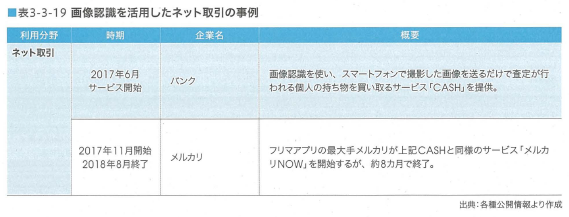 ■表3-3-19 画像認識を活用したネット取引の事例
利用分野 時期 企業名 概要
ネット取引
2017年6月
サービス開始
バンク
画像認識を使い、スマートフォンで撮影した画像を送るだけで査定が行
われる個人の持ち物を買い取るサービス「CASH」を提供。
2017年11月開始
2018年8月終了
メルカリ
フリマアプリの最大手メルカリが上記CASHと同様のサービス「メルカ
リNOW」を開始するが、約8カ月で終了。
出典：各種公開情報より作成